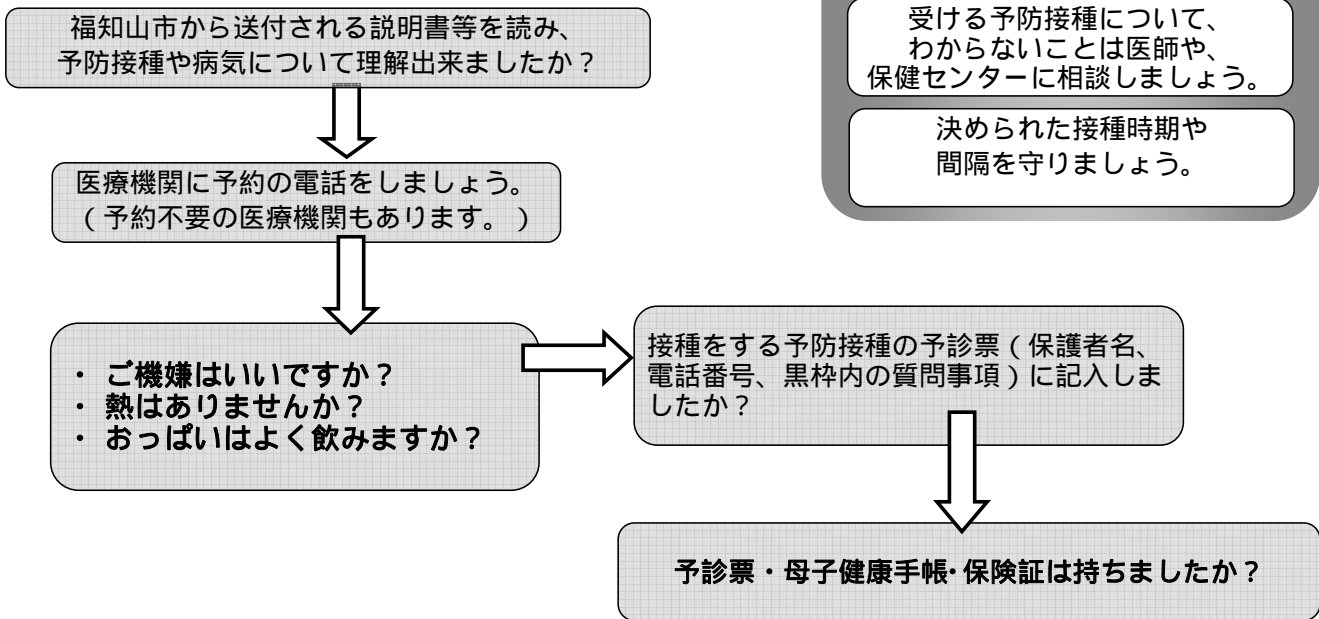 福知山市から送付される説明書等を読み、
予防接種や病気について理解出来ましたか？
受ける予防接種について、
わからないことは医師や、
保健センターに相談しましょう。
決められた接種時期や
間隔を守りましょう。
医療機関に予約の電話をしましょう。
（予約不要の医療機関もあります。）
・ ご機嫌はいいですか？
・ 熱はありませんか？
・ おっぱいはよく飲みますか？
接種をする予防接種の予診票（保護者名、
電話番号、黒枠内の質問事項）に記入しま
したか？
予診票・母子健康手帳・保険証は持ちましたか？